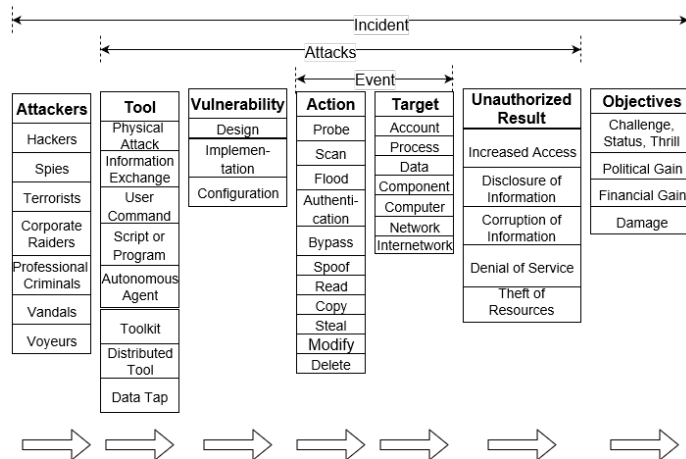 Incident
Attacks
Event
Attackers
Hackers
Spies
Terrorists
Corporate
Raiders
Professional
Criminals
Vandals
Voyeurs
Tool
Physical
Attack
Information
Exchange
User
Command
Script or
Program
Autonomous
Agent
Toolkit
Distributed
Tool
Data Tap
Vulnerability
Design
Implemen-
tation
Configuration
Action
Probe
Scan
Flood
Authenti-
cation
Bypass
Spoof
Read
Copy
Steal
Modify
Delete
Target
Account
Process
Data
Component
Computer
Network
Internetwork
Unauthorized
Result
Increased Access
Disclosure of
Information
Corruption of
Information
Denial of Service
Theft of
Resources
Objectives
Challenge,
Status, Thrill
Political Gain
Financial Gain
Damage